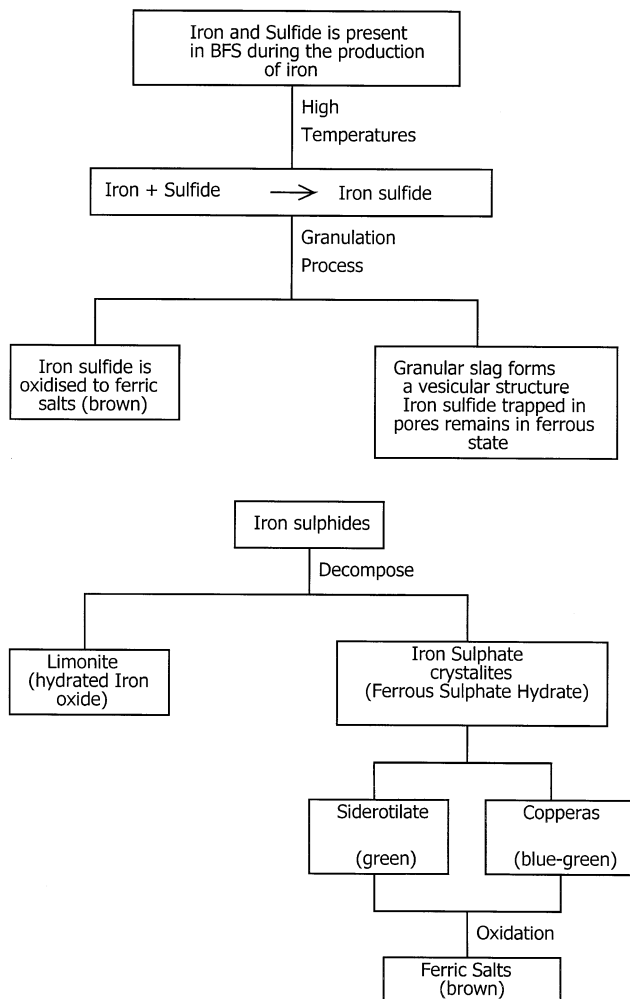 Iron and Sulfide is present
in BFS during the production
of iron
High
Temperatures
Iron + Sulfide → Iron sulfide
Granulation
Process
Iron sulfide is
oxidised to ferric
salts (brown)
Granular slag forms
a vesicular structure
Iron sulfide trapped in
pores remains in ferrous
state
Iron sulphides
Decompose
Limonite
(hydrated Iron
oxide)
Iron Sulphate
crystalites
(Ferrous Sulphate Hydrate)
Siderotilate
(green)
Copperas
(blue-green)
Oxidation
Ferric Salts
(brown)